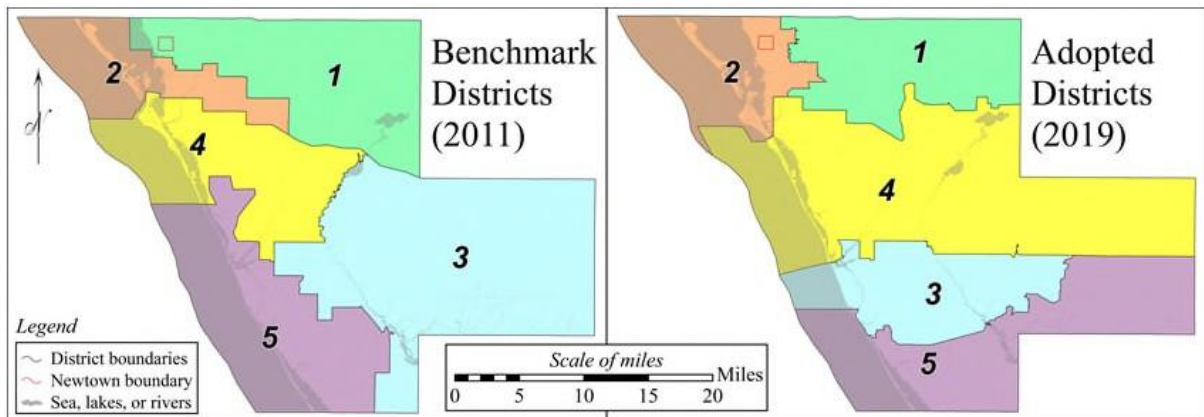 Benchmark
Districts
(2011)
1
2
4
3
5
Legend
District boundaries
Newtown boundary
Sea, lakes, or rivers
Scale of miles
0 5 10 15 20 Miles
Adopted
Districts
(2019)
1
2
4
3
5